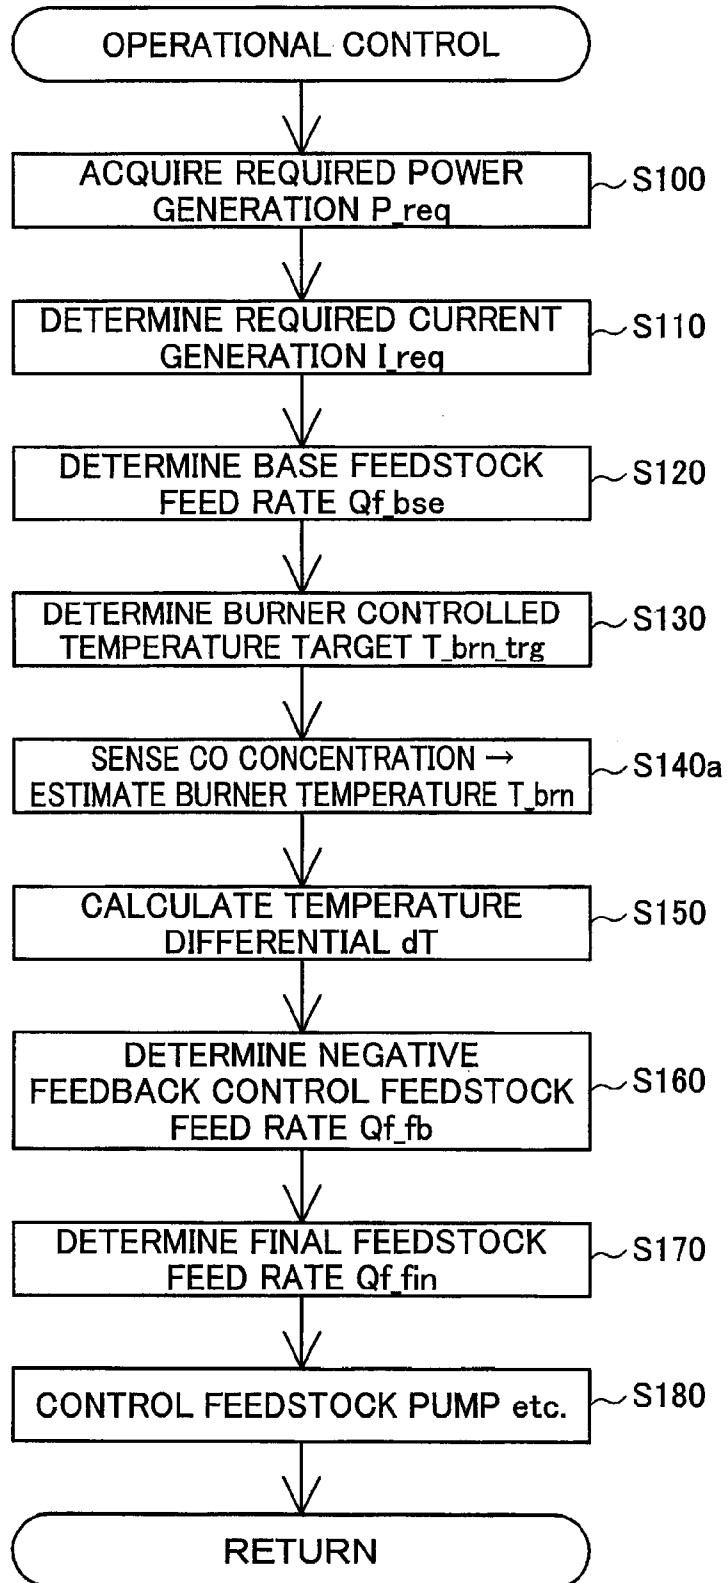 OPERATIONAL CONTROL
ACQUIRE REQUIRED POWER
GENERATION P_req
S100
DETERMINE REQUIRED CURRENT
GENERATION I_req
S110
DETERMINE BASE FEEDSTOCK
FEED RATE Qf_bse
S120
DETERMINE BURNER CONTROLLED
TEMPERATURE TARGET T_brn_trg
S130
SENSE CO CONCENTRATION →
ESTIMATE BURNER TEMPERATURE T_brn
S140a
CALCULATE TEMPERATURE
DIFFERENTIAL dT
S150
DETERMINE NEGATIVE
FEEDBACK CONTROL FEEDSTOCK
FEED RATE Qf_fb
S160
DETERMINE FINAL FEEDSTOCK
FEED RATE Qf_fin
S170
CONTROL FEEDSTOCK PUMP etc.
S180
RETURN